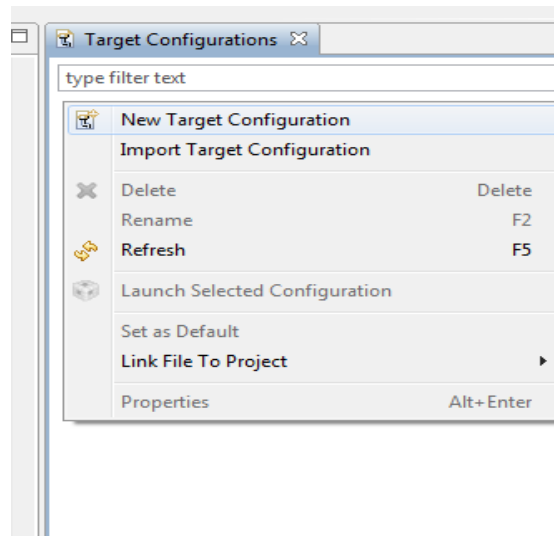 Target Configurations
type filter text
New Target Configuration
Import Target Configuration
Delete Delete
Rename F2
Refresh F5
Launch Selected Configuration
Set as Default
Link File To Project
Properties Alt+Enter